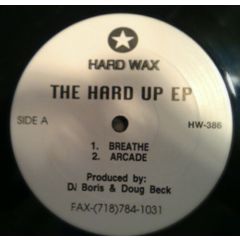 HARD WAX
THE HARD UP EP
SIDE A
HW-386
1. BREATHE
2. ARCADE
Produced by:
DJ Boris & Doug Beck
FAX-(718)784-1031